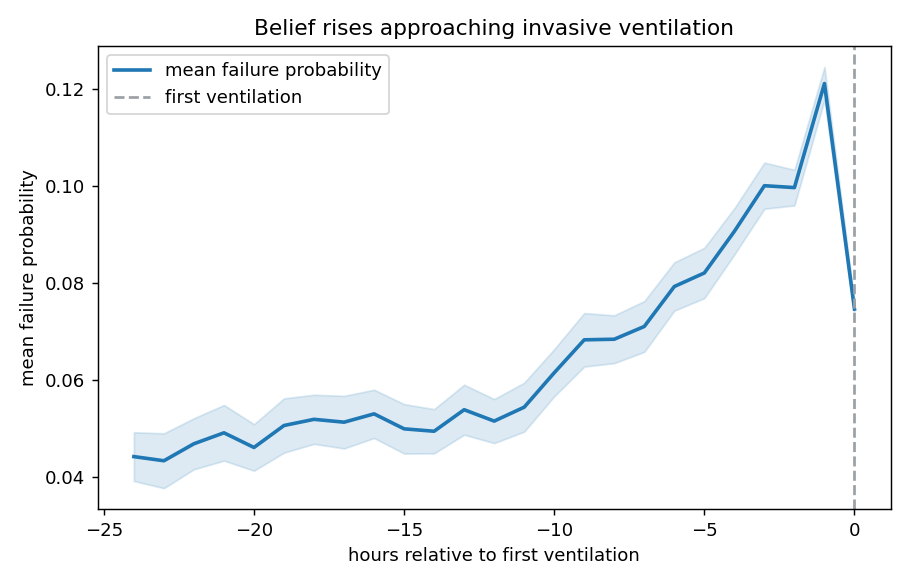 Belief rises approaching invasive ventilation
mean failure probability
first ventilation
mean failure probability
0.12
0.10
0.08
0.06
0.04
−25
−20
−15
−10
−5
0
hours relative to first ventilation